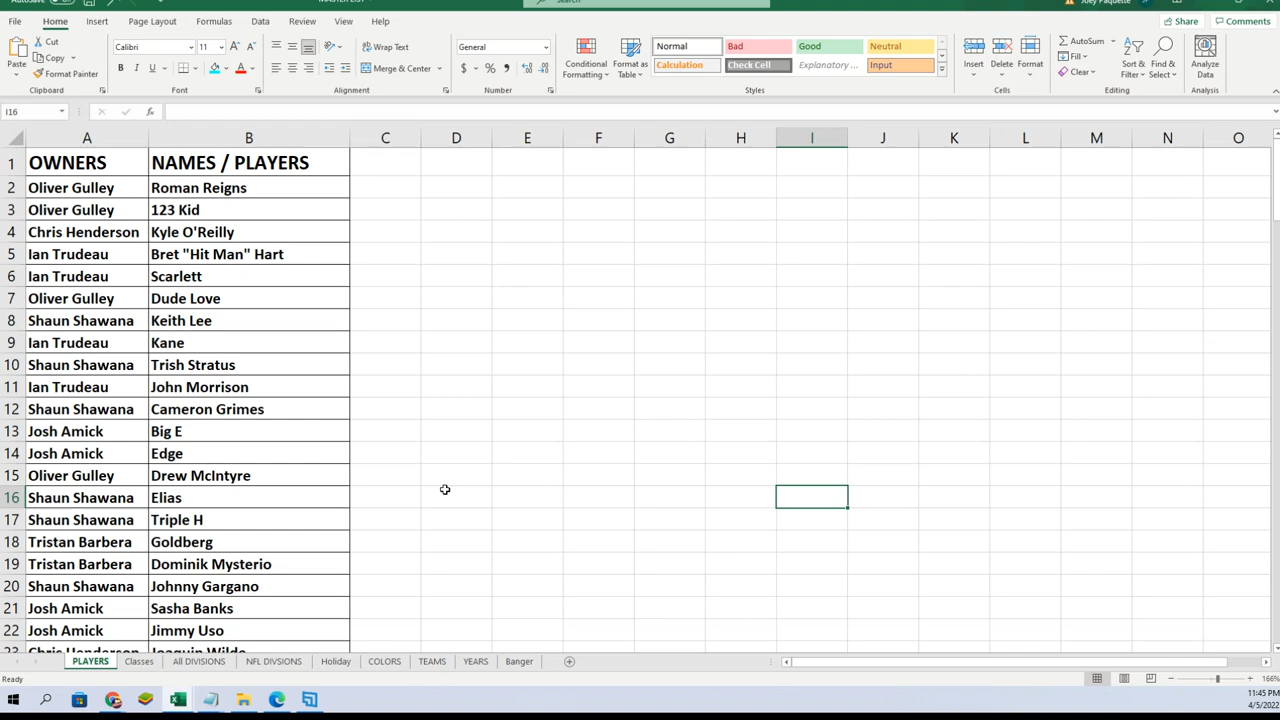 File Home Insert Page Layout Formulas Data Review View Help Share Comments
Cut
Copy
Format Painter
Paste
Calibri 11
B I U
Wrap Text
Merge & Center
General
$ % ,
Conditional Formatting
Format as Table
Normal Bad Good Neutral
Calculation Check Cell Explanatory ... Input
Insert Delete Format
AutoSum
Fill
Clear
Sort & Filter
Find & Select
Analyze Data
Clipboard Font Alignment Number Styles Cells Editing Analysis
I16 fx
A B C D E F G H I J K L M N O
1 OWNERS NAMES / PLAYERS
2 Oliver Gulley Roman Reigns
3 Oliver Gulley 123 Kid
4 Chris Henderson Kyle O'Reilly
5 Ian Trudeau Bret "Hit Man" Hart
6 Ian Trudeau Scarlett
7 Oliver Gulley Dude Love
8 Shaun Shawana Keith Lee
9 Ian Trudeau Kane
10 Shaun Shawana Trish Stratus
11 Ian Trudeau John Morrison
12 Shaun Shawana Cameron Grimes
13 Josh Amick Big E
14 Josh Amick Edge
15 Oliver Gulley Drew McIntyre
16 Shaun Shawana Elias
17 Shaun Shawana Triple H
18 Tristan Barbera Goldberg
19 Tristan Barbera Dominik Mysterio
20 Shaun Shawana Johnny Gargano
21 Josh Amick Sasha Banks
22 Josh Amick Jimmy Uso
23 Chris Henderson Joaquin Wilde
PLAYERS Classes All DIVISIONS NFL DIVSIONS Holiday COLORS TEAMS YEARS Banger
Ready 166%
11:45 PM
4/5/2022